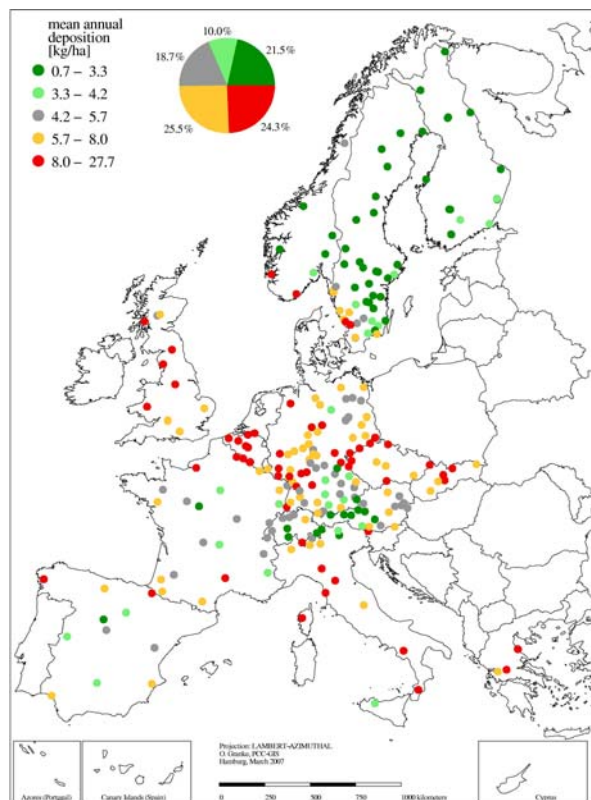 mean annual
deposition
[kg/ha]
0.7 – 3.3
3.3 – 4.2
4.2 – 5.7
5.7 – 8.0
8.0 – 27.7
10.0%
18.7%
21.5%
25.5%
24.3%
Projection: LAMBERT-AZIMUTHAL
O. Granke, PCC-GIS
Hamburg, March 2007
0 250 500 750 1000 kilometers
Azores (Portugal)
Canary Islands (Spain)
Cyprus